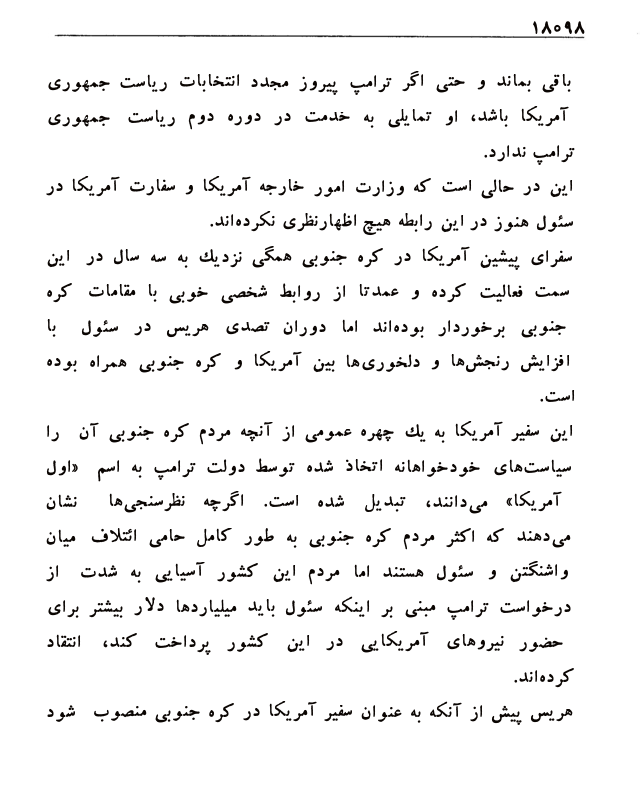 ۱۸۰۹۸
باقی بماند و حتی اگر ترامپ پیروز مجدد انتخابات ریاست جمهوری
آمریکا باشد، او تمایلی به خدمت در دوره دوم ریاست جمهوری
ترامپ ندارد.
این در حالی است که وزارت امور خارجه آمریکا و سفارت آمریکا در
سئول هنوز در این رابطه هیچ اظهارنظری نکرده‌اند.
سفرای پیشین آمریکا در کره جنوبی همگی نزدیك به سه سال در این
سمت فعالیت کرده و عمدتا از روابط شخصی خوبی با مقامات کره
جنوبی برخوردار بوده‌اند اما دوران تصدی هریس در سئول با
افزایش رنجش‌ها و دلخوری‌ها بین آمریکا و کره جنوبی همراه بوده
است.
این سفیر آمریکا به یك چهره عمومی از آنچه مردم کره جنوبی آن را
سیاست‌های خودخواهانه اتخاذ شده توسط دولت ترامپ به اسم «اول
آمریکا» می‌دانند، تبدیل شده است. اگرچه نظرسنجی‌ها نشان
می‌دهند که اکثر مردم کره جنوبی به طور کامل حامی ائتلاف میان
واشنگتن و سئول هستند اما مردم این کشور آسیایی به شدت از
درخواست ترامپ مبنی بر اینکه سئول باید میلیاردها دلار بیشتر برای
حضور نیروهای آمریکایی در این کشور پرداخت کند، انتقاد
کرده‌اند.
هریس پیش از آنکه به عنوان سفیر آمریکا در کره جنوبی منصوب شود